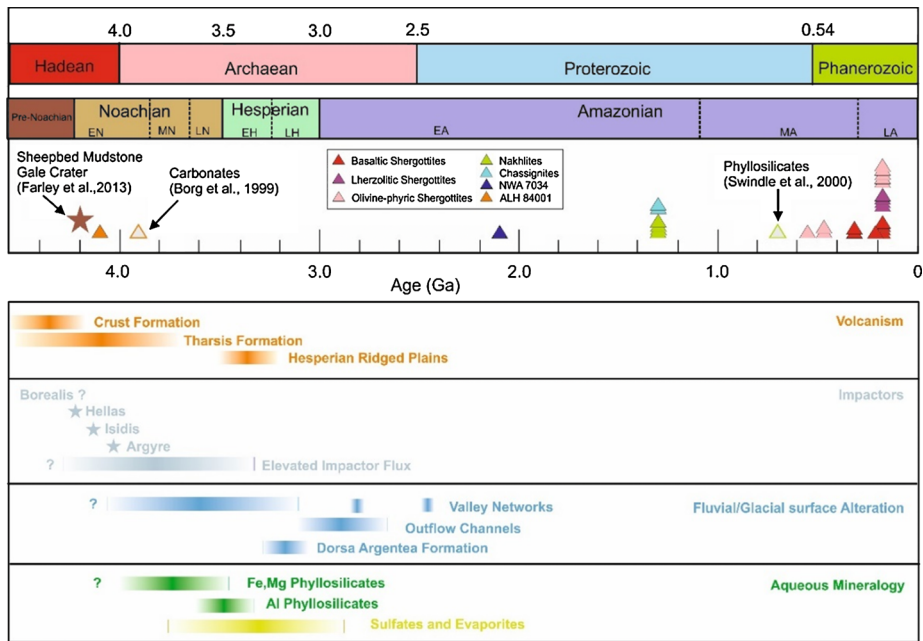 4.0 3.5 3.0 2.5 0.54
Hadean Archaean Proterozoic Phanerozoic
Pre-Noachian Noachian Hesperian Amazonian
EN MN LN EH LH EA MA LA
Sheepbed Mudstone
Gale Crater
(Farley et al.,2013)
Carbonates
(Borg et al., 1999)
Basaltic Shergottites
Lherzolitic Shergottites
Olivine-phyric Shergottites
Nakhlites
Chassignites
NWA 7034
ALH 84001
Phyllosilicates
(Swindle et al., 2000)
4.0 3.0 2.0 1.0 0
Age (Ga)
Crust Formation
Volcanism
Tharsis Formation
Hesperian Ridged Plains
Borealis ?
Impactors
Hellas
Isidis
Argyre
? Elevated Impactor Flux
? Valley Networks
Fluvial/Glacial surface Alteration
Outflow Channels
Dorsa Argentea Formation
? Fe,Mg Phyllosilicates
Aqueous Mineralogy
Al Phyllosilicates
Sulfates and Evaporites